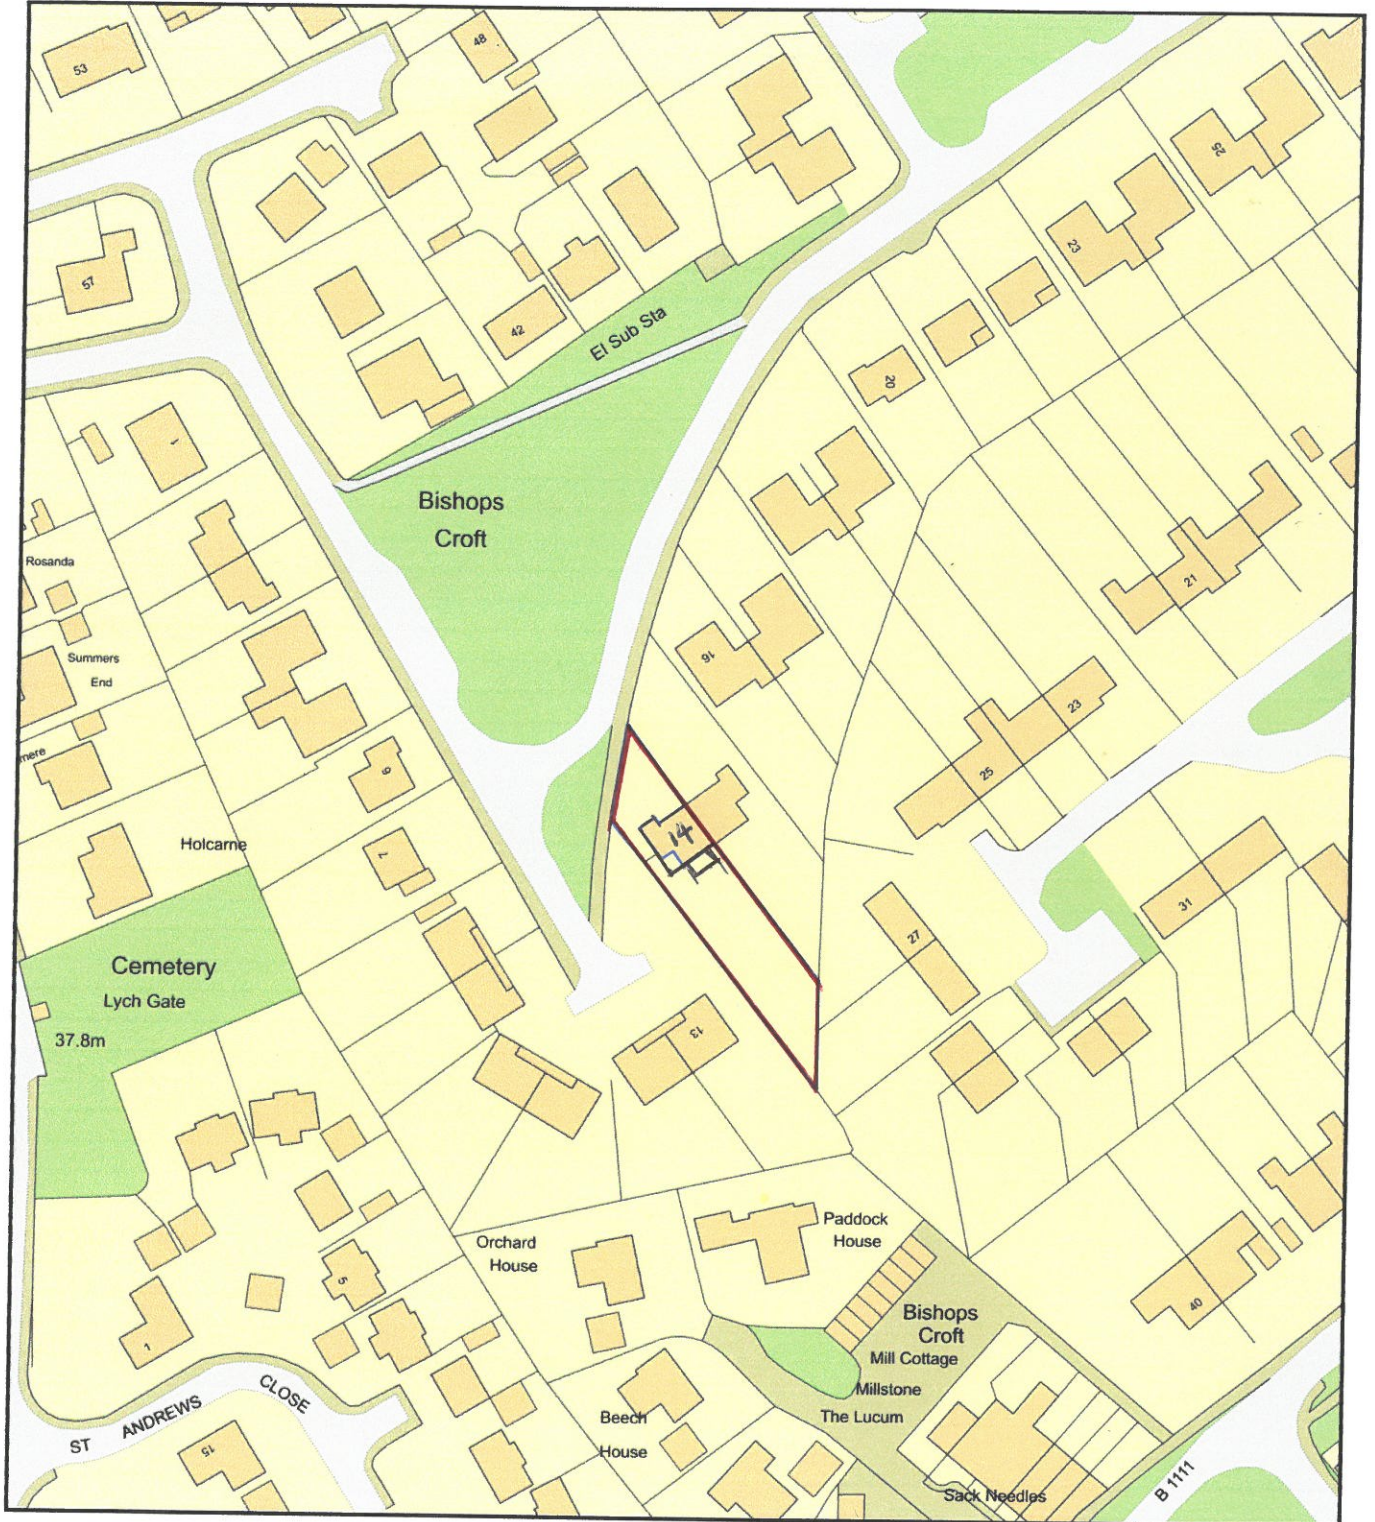 53
48
52
23
57
42
El Sub Sta
20
1
Bishops
Croft
Rosanda
21
Summers
End
16
mere
9
23
25
14
Holcarne
7
31
27
Cemetery
Lych Gate
37.8m
13
Orchard
House
Paddock
House
5
40
Bishops
Croft
Mill Cottage
Millstone
The Lucum
Sack Needles
1
ST ANDREWS CLOSE
15
Beech
House
B 1111